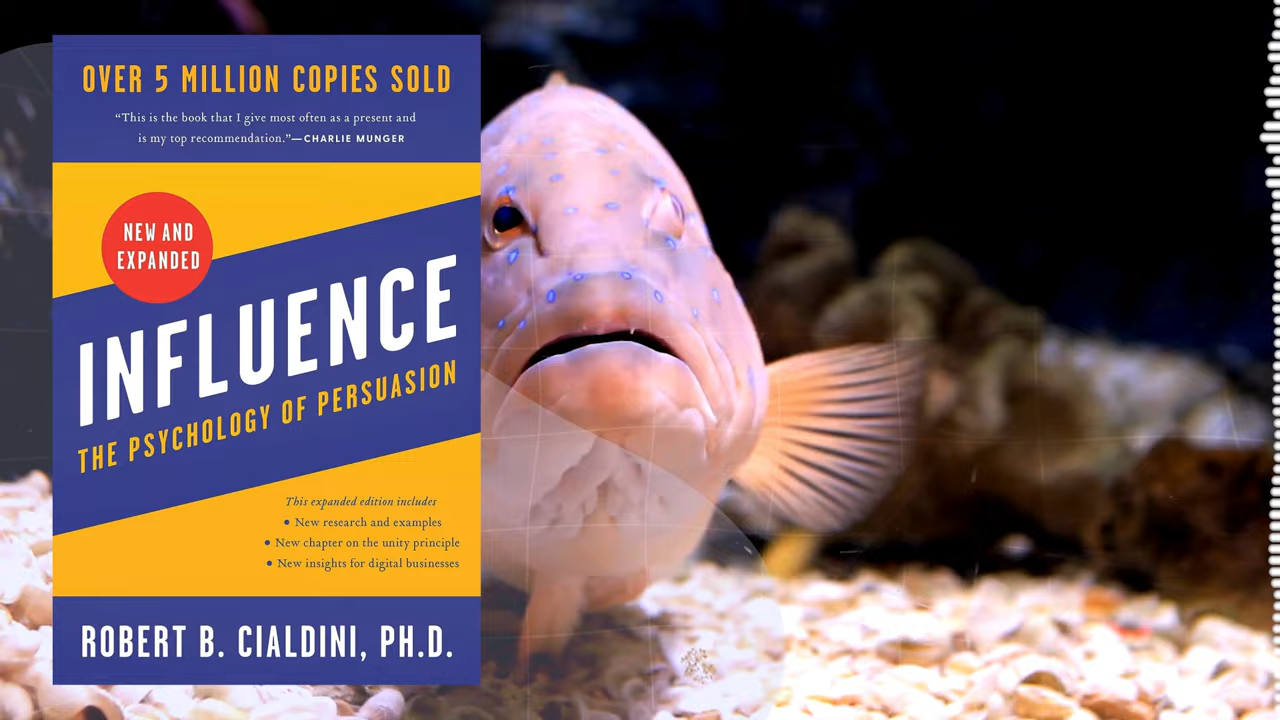 OVER 5 MILLION COPIES SOLD
“This is the book that I give most often as a present and
is my top recommendation.”—CHARLIE MUNGER
NEW AND
EXPANDED
INFLUENCE
THE PSYCHOLOGY OF PERSUASION
This expanded edition includes
• New research and examples
• New chapter on the unity principle
• New insights for digital businesses
ROBERT B. CIALDINI, PH.D.